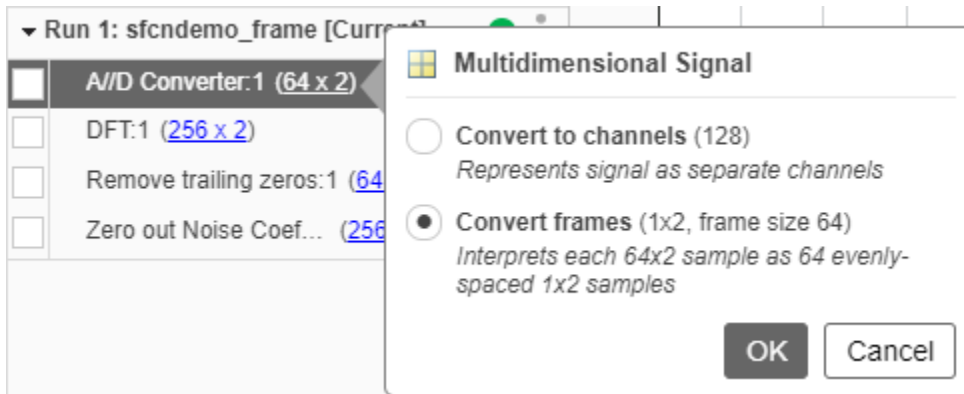 Run 1: sfcndemo_frame [Current]
A//D Converter:1 (64 x 2)
DFT:1 (256 x 2)
Remove trailing zeros:1 (64
Zero out Noise Coef... (256
Multidimensional Signal
Convert to channels (128)
Represents signal as separate channels
Convert frames (1x2, frame size 64)
Interprets each 64x2 sample as 64 evenly-
spaced 1x2 samples
OK Cancel